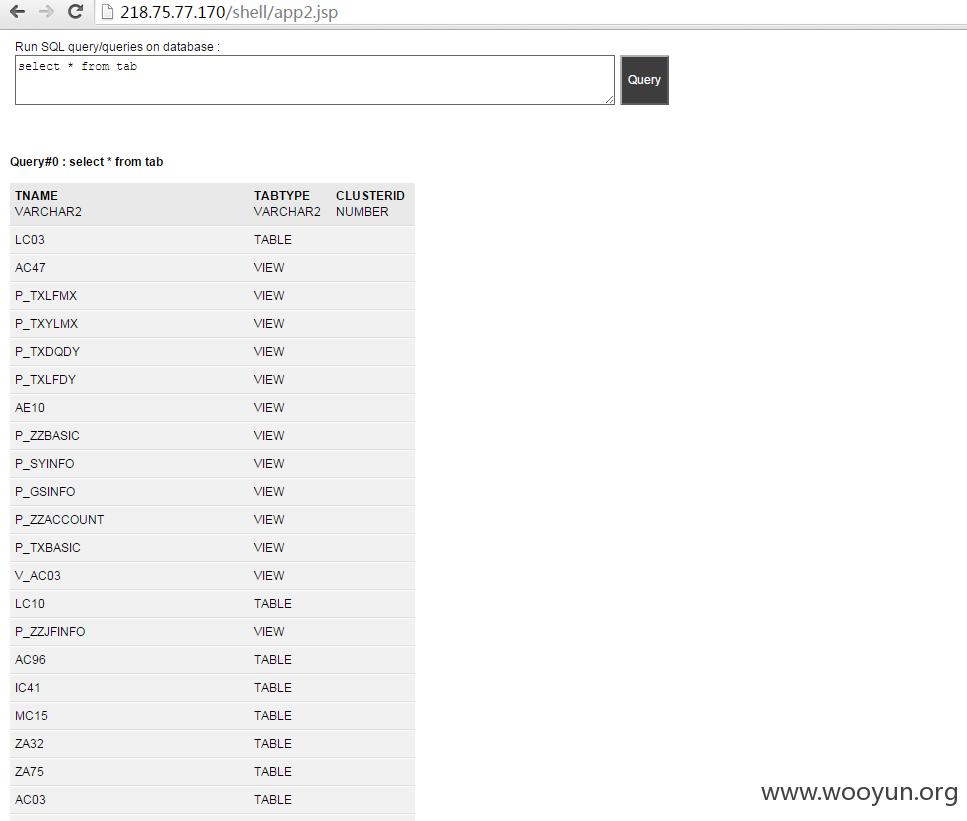 218.75.77.170/shell/app2.jsp
Run SQL query/queries on database :
select * from tab
Query
Query#0 : select * from tab
TNAME TABTYPE CLUSTERID
VARCHAR2 VARCHAR2 NUMBER
LC03 TABLE
AC47 VIEW
P_TXLFMX VIEW
P_TXYLMX VIEW
P_TXDQDY VIEW
P_TXLFDY VIEW
AE10 VIEW
P_ZZBASIC VIEW
P_SYINFO VIEW
P_GSINFO VIEW
P_ZZACCOUNT VIEW
P_TXBASIC VIEW
V_AC03 VIEW
LC10 TABLE
P_ZZJFINFO VIEW
AC96 TABLE
IC41 TABLE
MC15 TABLE
ZA32 TABLE
ZA75 TABLE
AC03 TABLE
www.wooyun.org